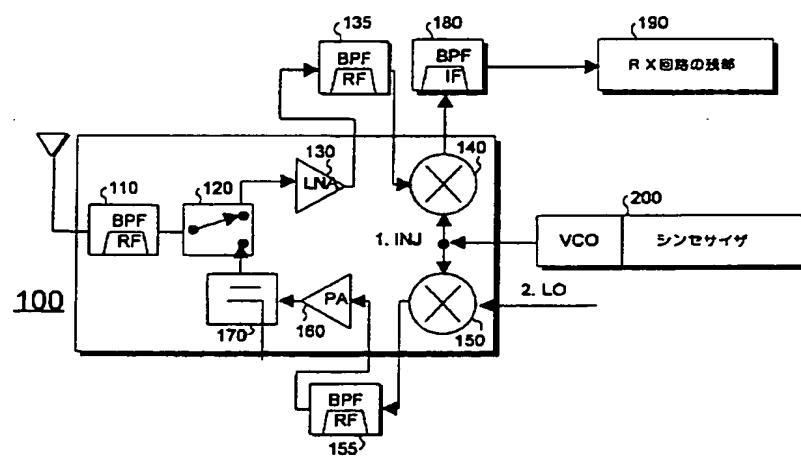 135
BPF
RF
180
BPF
IF
190
RX回路の残部
110
BPF
RF
120
130
LNA
140
1. INJ
200
VCO
シンセサイザ
100
170
PA
160
2. LO
150
BPF
RF
155